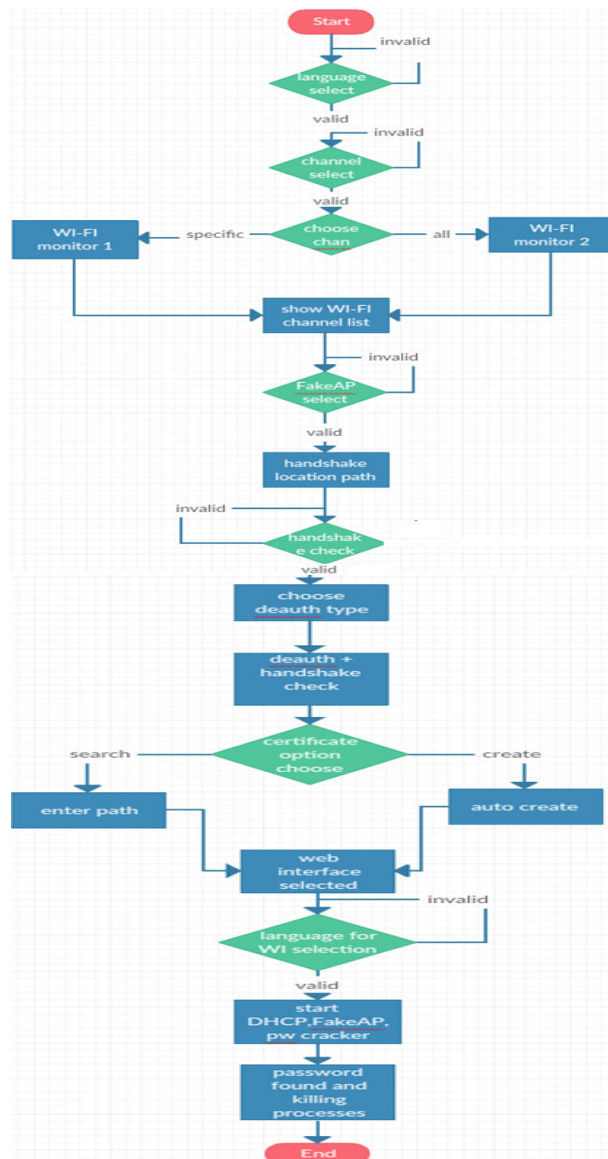 Start
invalid
language
select
valid
invalid
channel
select
valid
WI-FI
monitor 1
specific
choose
chan
all
WI-FI
monitor 2
show WI-FI
channel list
invalid
FakeAP
select
valid
handshake
location path
invalid
handshak
e check
valid
choose
deauth type
deauth +
handshake
check
search
certificate
option
choose
create
enter path
auto create
web
interface
selected
invalid
language for
WI selection
valid
start
DHCP,FakeAP,
pw cracker
password
found and
killing
processes
End